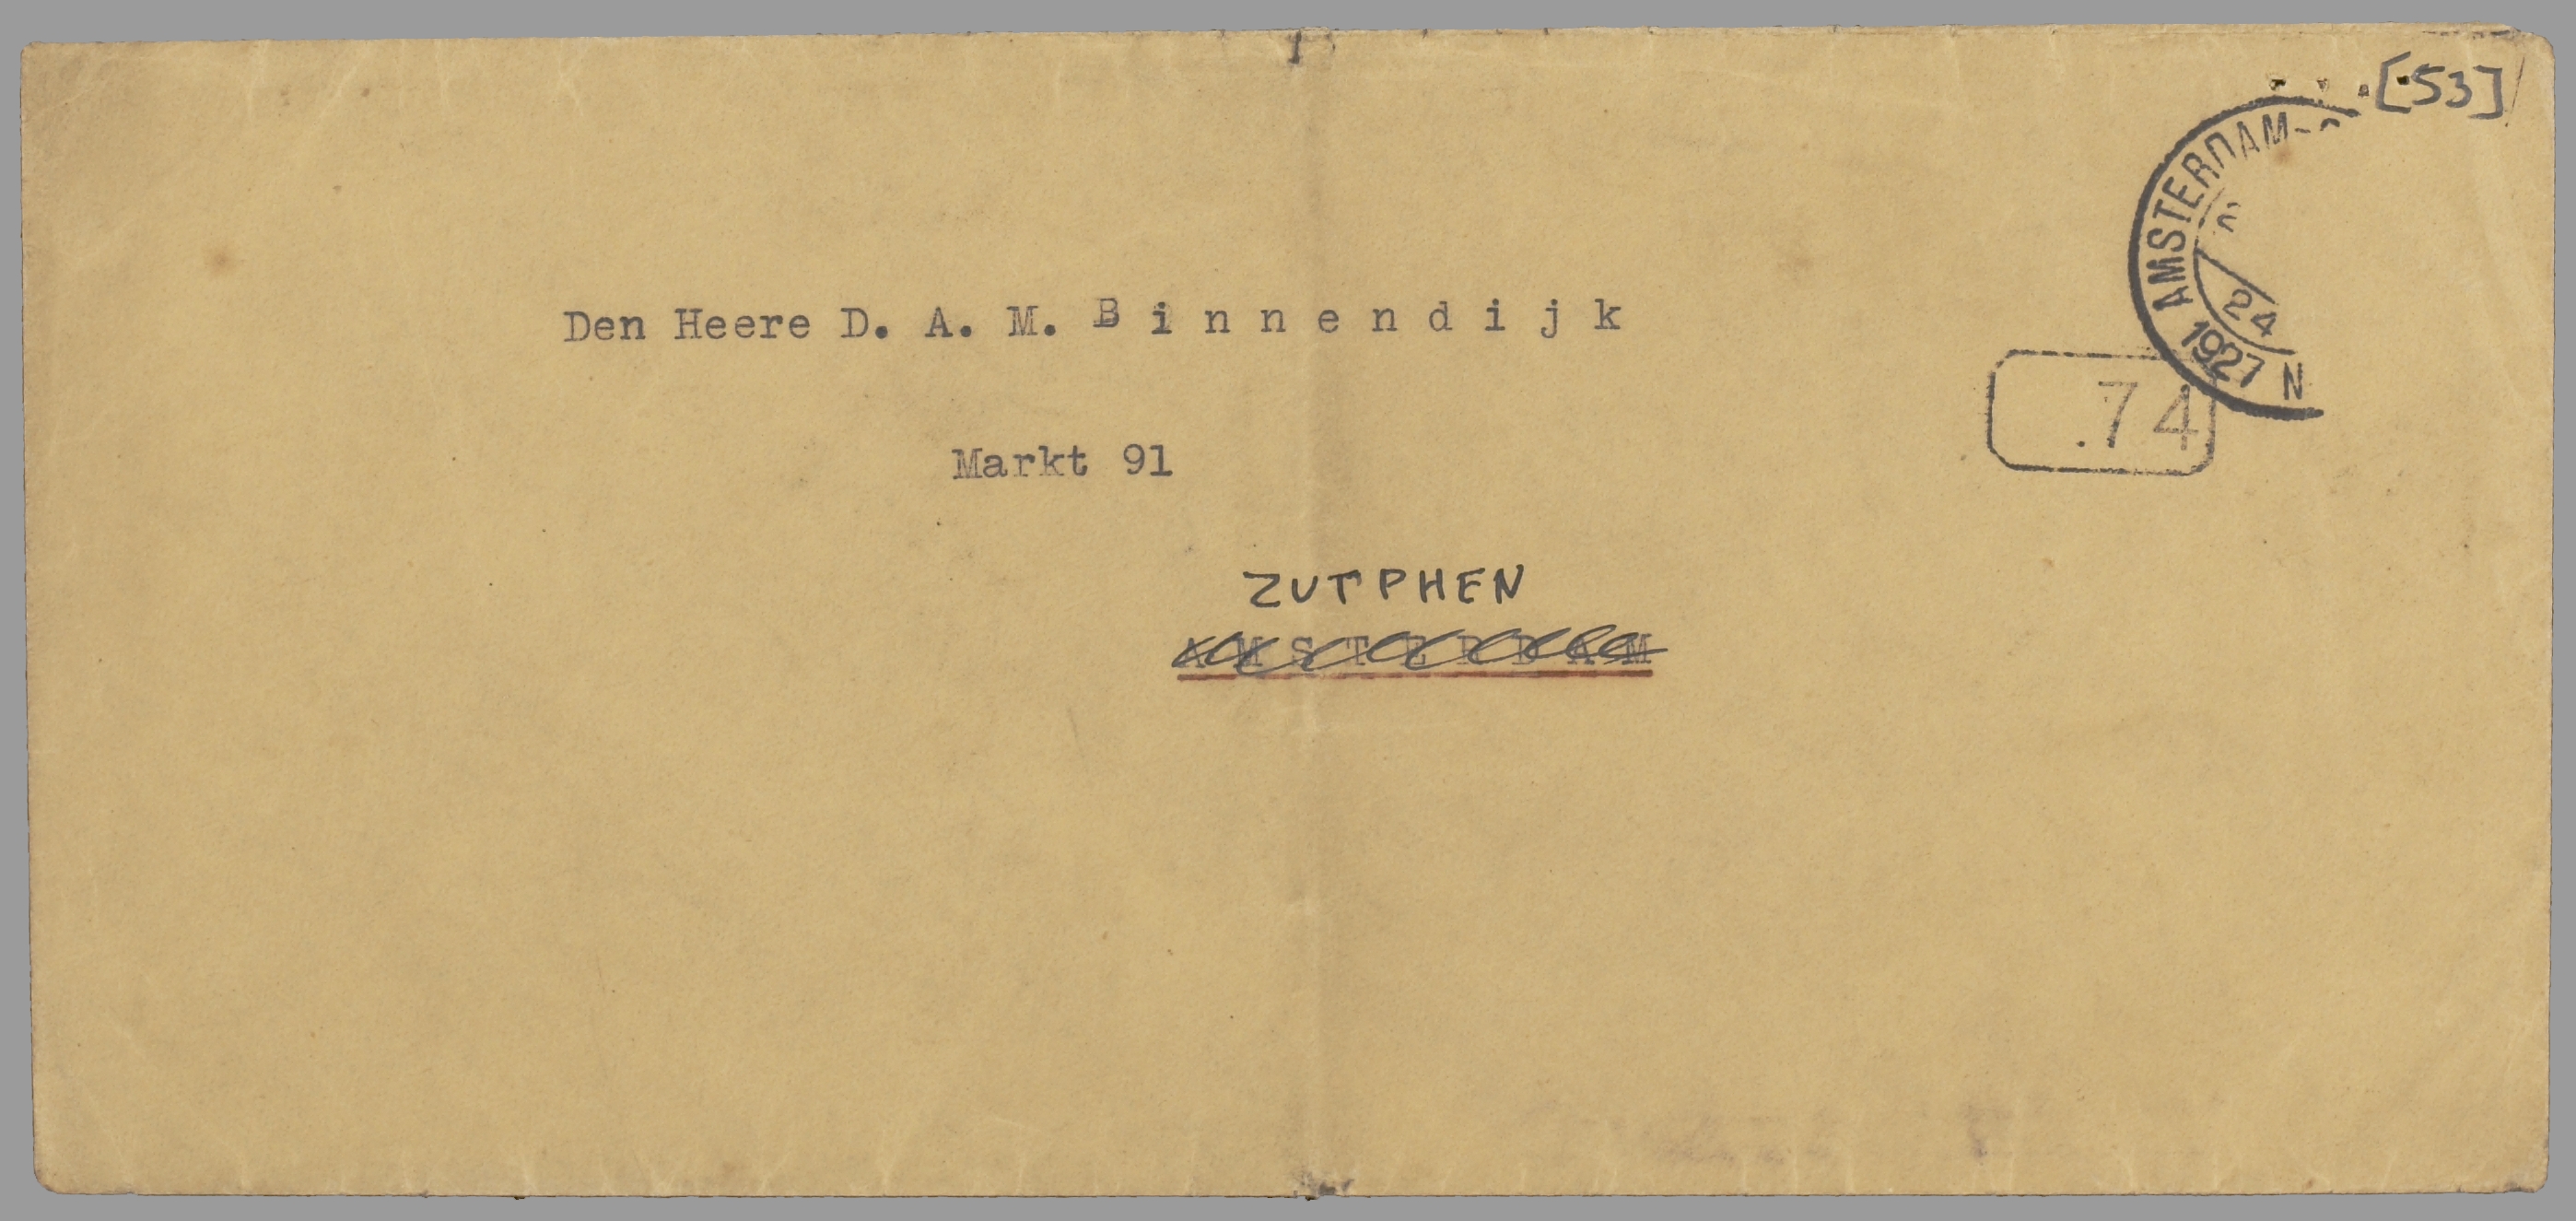 [53]
AMSTERDAM
24
1927 N
Den Heere D. A. M. Binnendijk
.74
Markt 91
ZUTPHEN
AMSTERDAM